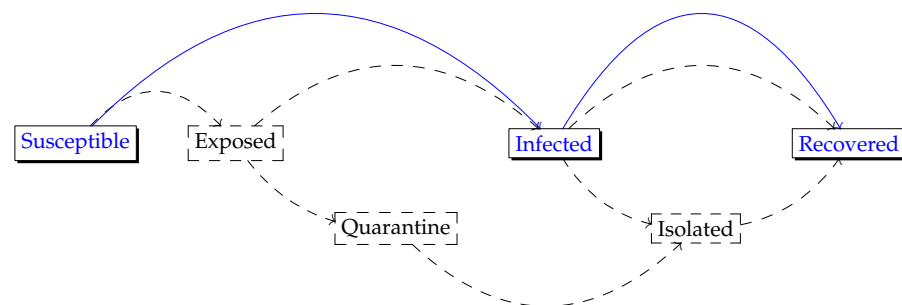 Susceptible
Exposed
Infected
Recovered
Quarantine
Isolated